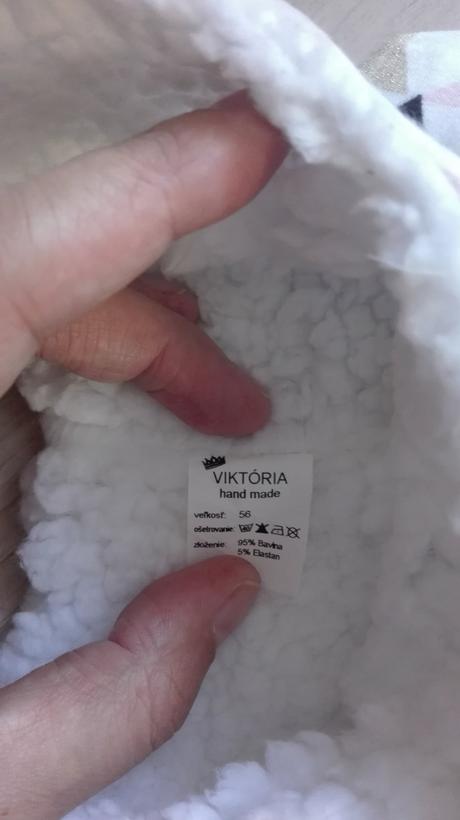 VIKTÓRIA
hand made
veľkosť: 56
ošetrovanie:
zloženie: 95% Bavlna
5% Elastan